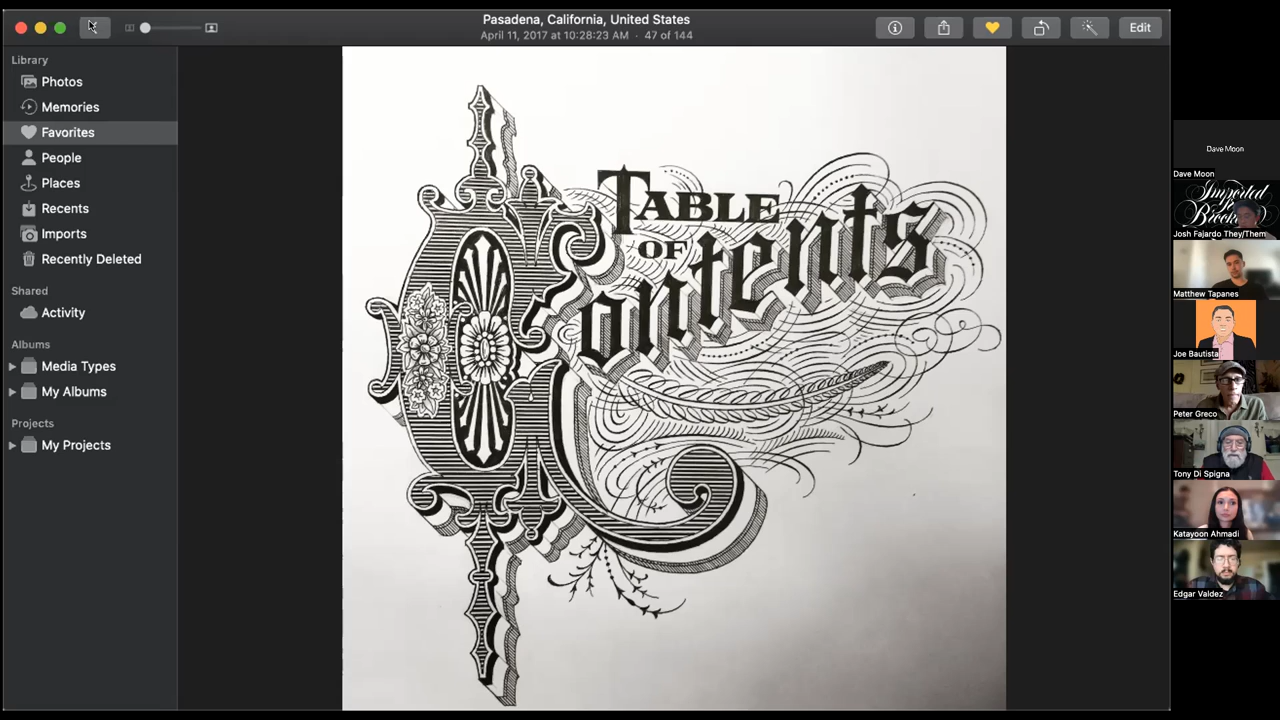 Pasadena, California, United States
April 11, 2017 at 10:28:23 AM · 47 of 144
Edit
Library
Photos
Memories
Favorites
People
Places
Recents
Imports
Recently Deleted
Shared
Activity
Albums
Media Types
My Albums
Projects
My Projects
TABLE
OF
Contents
Dave Moon
Dave Moon
Imported
Josh Fajardo They/Them
Matthew Tapanes
Joe Bautista
Peter Greco
Tony Di Spigna
Katayoon Ahmadi
Edgar Valdez